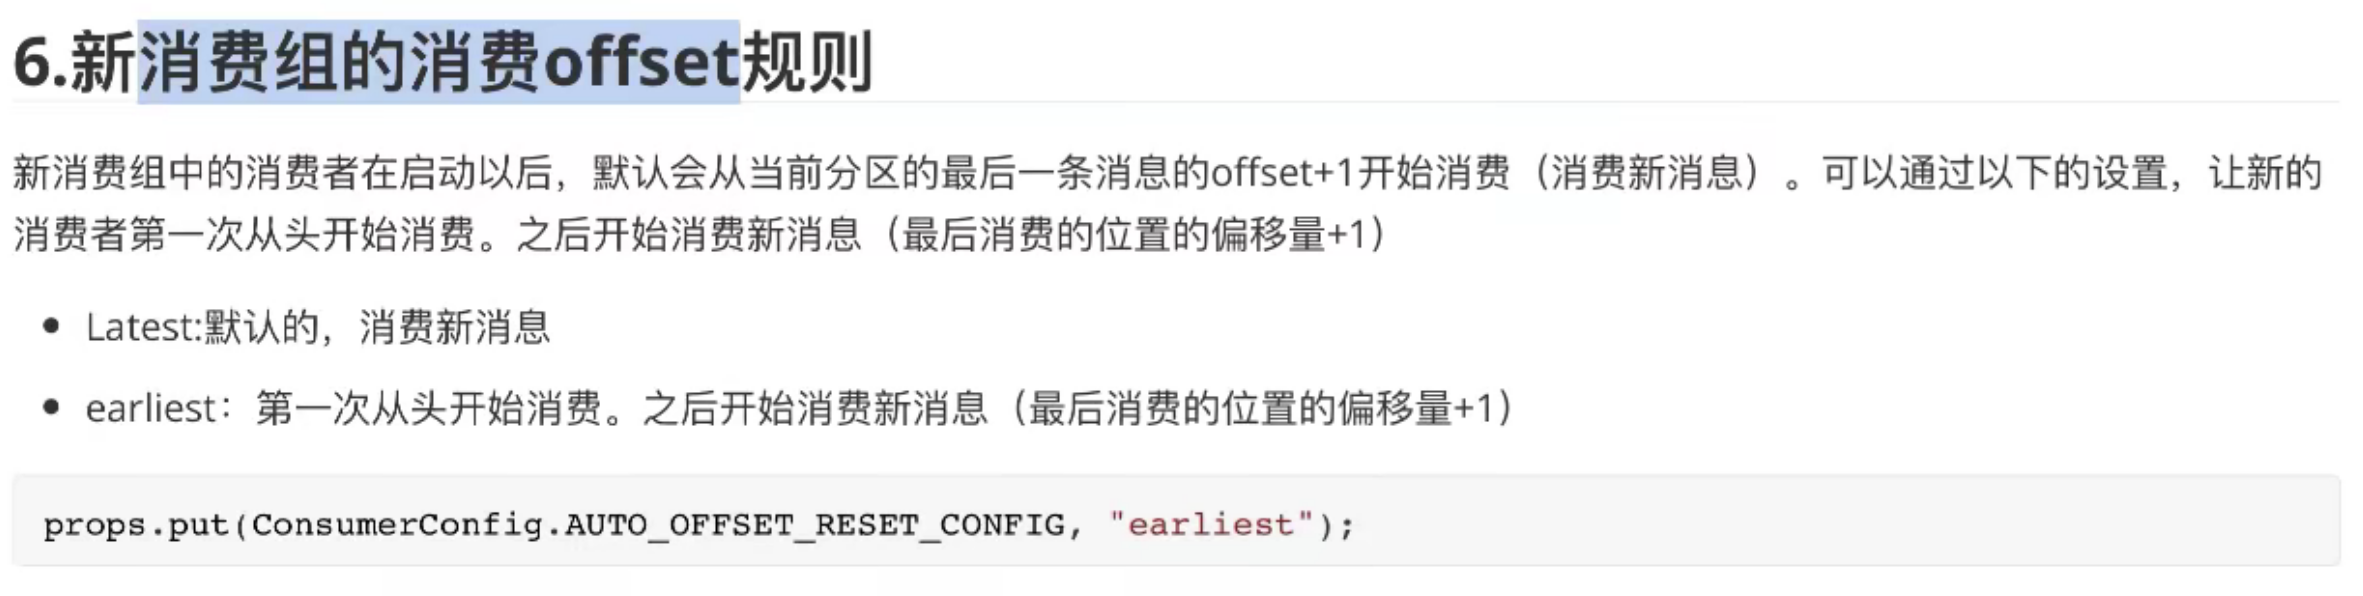 6.新消费组的消费offset规则
新消费组中的消费者在启动以后，默认会从当前分区的最后一条消息的offset+1开始消费（消费新消息）。可以通过以下的设置，让新的
消费者第一次从头开始消费。之后开始消费新消息（最后消费的位置的偏移量+1）
• Latest:默认的，消费新消息
• earliest：第一次从头开始消费。之后开始消费新消息（最后消费的位置的偏移量+1）
props.put(ConsumerConfig.AUTO_OFFSET_RESET_CONFIG, "earliest");